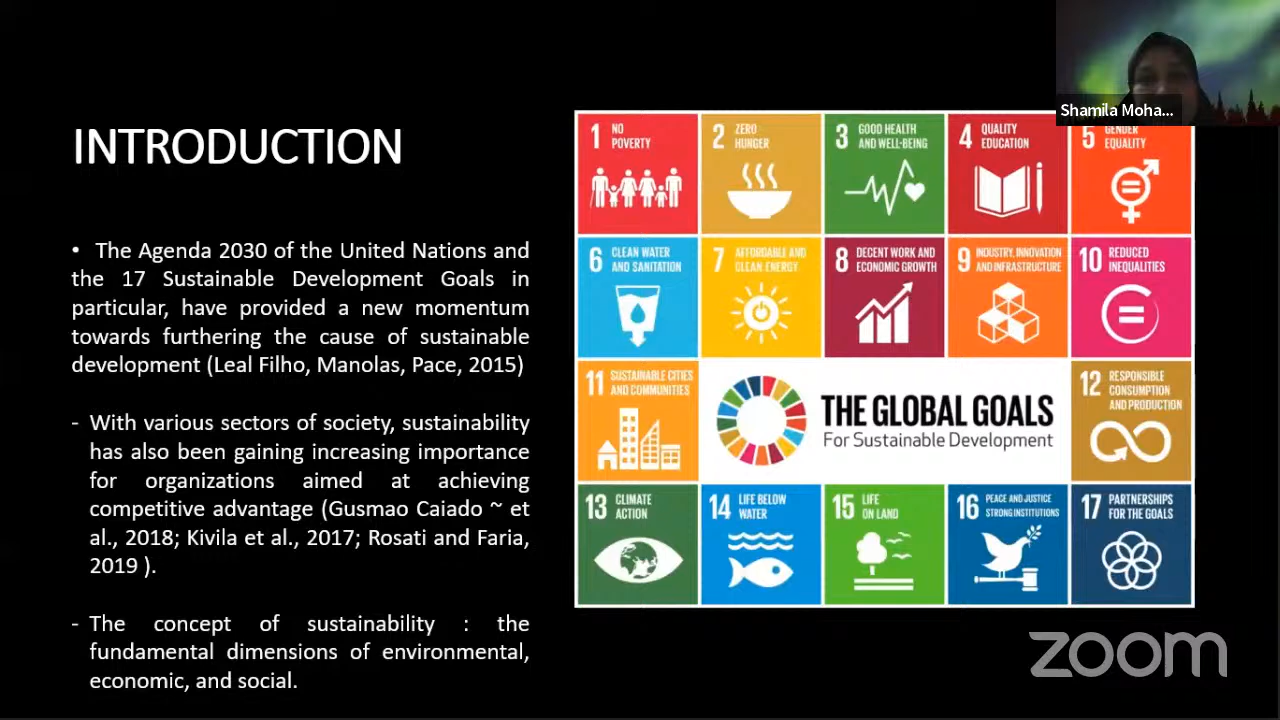 Shamila Moha...
INTRODUCTION
• The Agenda 2030 of the United Nations and
the 17 Sustainable Development Goals in
particular, have provided a new momentum
towards furthering the cause of sustainable
development (Leal Filho, Manolas, Pace, 2015)
- With various sectors of society, sustainability
has also been gaining increasing importance
for organizations aimed at achieving
competitive advantage (Gusmao Caiado ~ et
al., 2018; Kivila et al., 2017; Rosati and Faria,
2019 ).
- The concept of sustainability : the
fundamental dimensions of environmental,
economic, and social.
1 NO
POVERTY
2 ZERO
HUNGER
3 GOOD HEALTH
AND WELL-BEING
4 QUALITY
EDUCATION
5 GENDER
EQUALITY
6 CLEAN WATER
AND SANITATION
7 AFFORDABLE AND
CLEAN ENERGY
8 DECENT WORK AND
ECONOMIC GROWTH
9 INDUSTRY, INNOVATION
AND INFRASTRUCTURE
10 REDUCED
INEQUALITIES
11 SUSTAINABLE CITIES
AND COMMUNITIES
THE GLOBAL GOALS
For Sustainable Development
12 RESPONSIBLE
CONSUMPTION
AND PRODUCTION
13 CLIMATE
ACTION
14 LIFE BELOW
WATER
15 LIFE
ON LAND
16 PEACE AND JUSTICE
STRONG INSTITUTIONS
17 PARTNERSHIPS
FOR THE GOALS
zoom